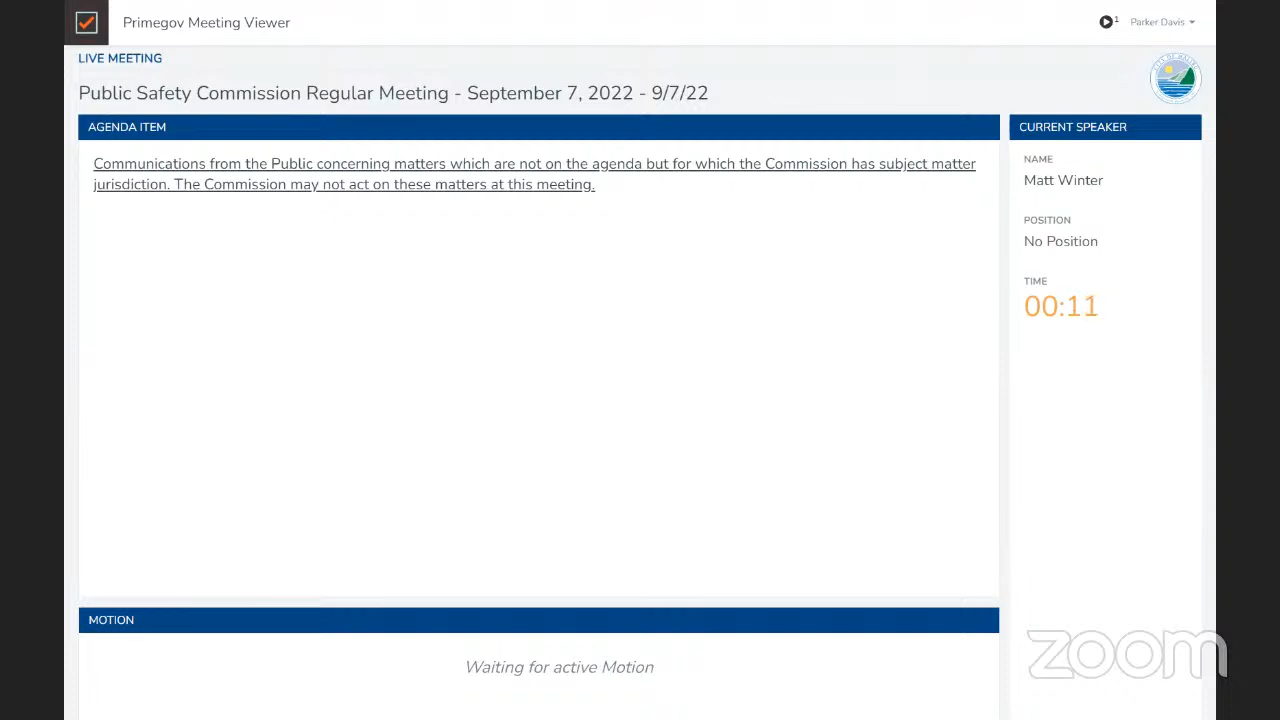 Primegov Meeting Viewer
1
Parker Davis
LIVE MEETING
Public Safety Commission Regular Meeting - September 7, 2022 - 9/7/22
AGENDA ITEM
Communications from the Public concerning matters which are not on the agenda but for which the Commission has subject matter
jurisdiction. The Commission may not act on these matters at this meeting.
CURRENT SPEAKER
NAME
Matt Winter
POSITION
No Position
TIME
00:11
MOTION
Waiting for active Motion
zoom